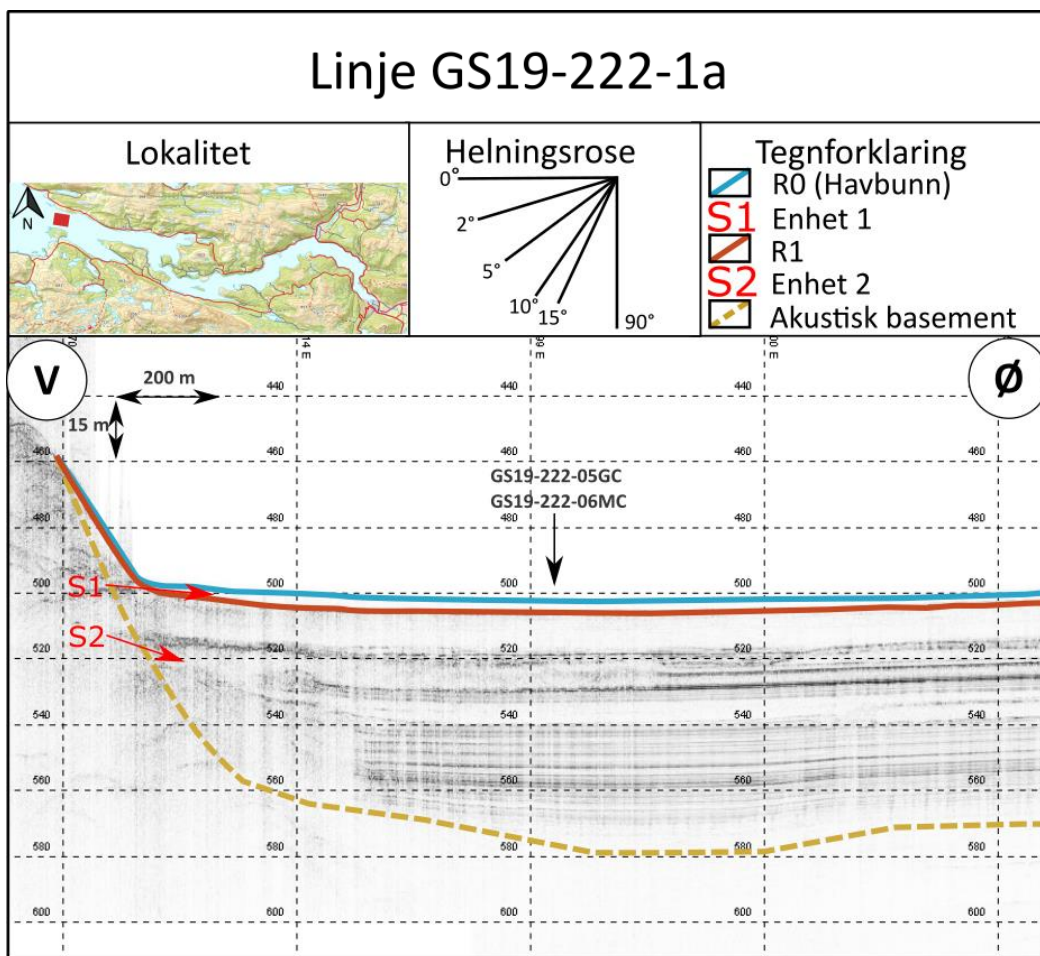 Linje GS19-222-1a
Lokalitet
N
Helningsrose
0°
2°
5°
10°
15°
90°
Tegnforklaring
R0 (Havbunn)
S1 Enhet 1
R1
S2 Enhet 2
Akustisk basement
V
Ø
200 m
15 m
14 m
99 m
00 m
440 440 440
460 460 460 460 460
GS19-222-05GC
GS19-222-06MC
480 480 480 480 480
500 500 500 500 500
S1
S2
520 520 520 520
540 540 540 540 540
560 560 560 560 560
580 580 580 580 580
600 600 600 600 600